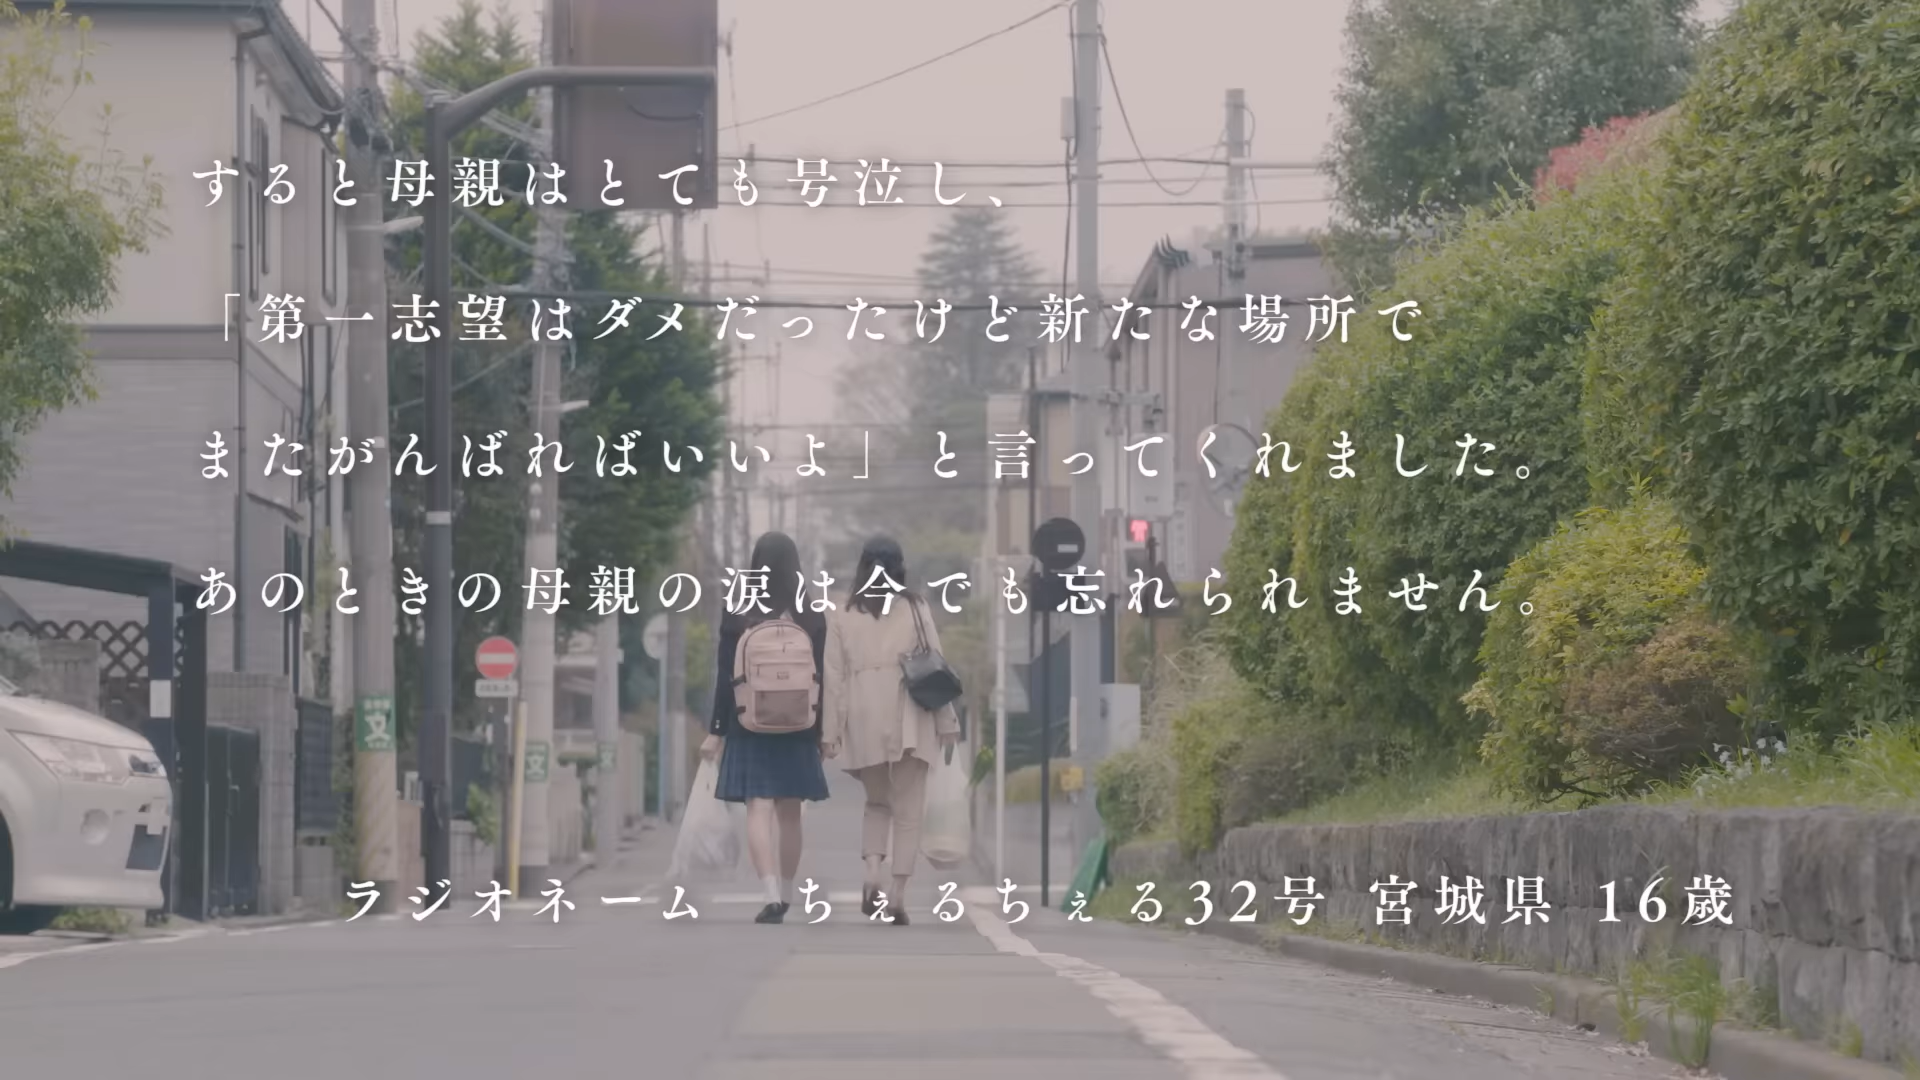 すると母親はとても号泣し、
「第一志望はダメだったけど新たな場所で
またがんばればいいよ」と言ってくれました。
あのときの母親の涙は今でも忘れられません。
文
文
文
ラジオネーム　ちぇるちぇる32号 宮城県 16歳